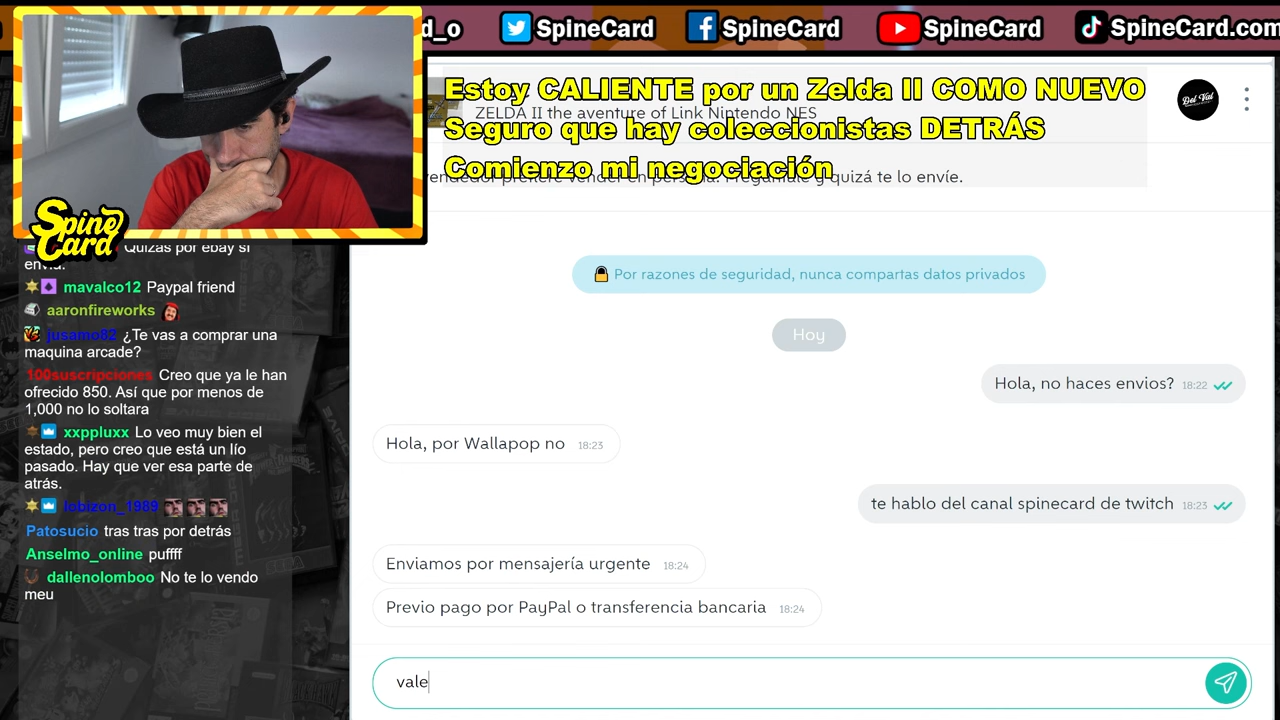 d_o
SpineCard
SpineCard
SpineCard
SpineCard.com
Estoy CALIENTE por un Zelda II COMO NUEVO
ZELDA II the aventure of Link Nintendo NES
Seguro que hay coleccionistas DETRÁS
Comienzo mi negociación
Del Val
Spine
Card
Quizas por ebay si
envia.
mavalco12 Paypal friend
aaronfireworks
jusamo82 ¿Te vas a comprar una
maquina arcade?
100suscripciones Creo que ya le han
ofrecido 850. Así que por menos de
1,000 no lo soltara
xxppluxx Lo veo muy bien el
estado, pero creo que está un lío
pasado. Hay que ver esa parte de
atrás.
lobizon_1989
Patosucio tras tras por detrás
Anselmo_online puffff
dallenolomboo No te lo vendo
meu
vendedor prefiere vender en persona. Pregúntale y quizá te lo envíe.
Por razones de seguridad, nunca compartas datos privados
Hoy
Hola, no haces envios? 18:22
Hola, por Wallapop no 18:23
te hablo del canal spinecard de twitch 18:23
Enviamos por mensajería urgente 18:24
Previo pago por PayPal o transferencia bancaria 18:24
vale